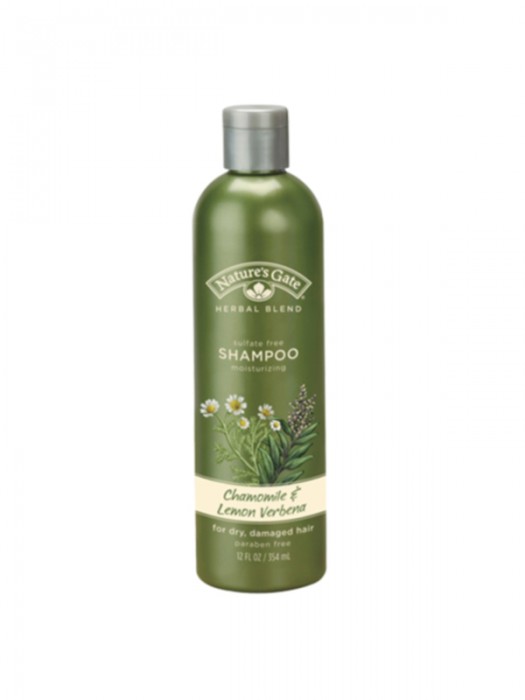 Nature's Gate®
HERBAL BLEND
sulfate free
SHAMPOO
moisturizing
Chamomile &
Lemon Verbena
for dry, damaged hair
paraben free
12 FL OZ / 354 mL